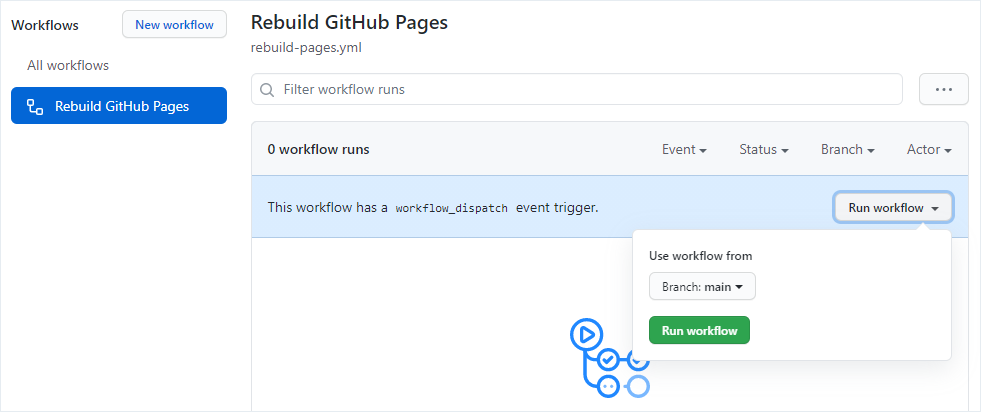 Workflows
New workflow
All workflows
Rebuild GitHub Pages
Rebuild GitHub Pages
rebuild-pages.yml
Filter workflow runs
0 workflow runs
Event
Status
Branch
Actor
This workflow has a workflow_dispatch event trigger.
Run workflow
Use workflow from
Branch: main
Run workflow